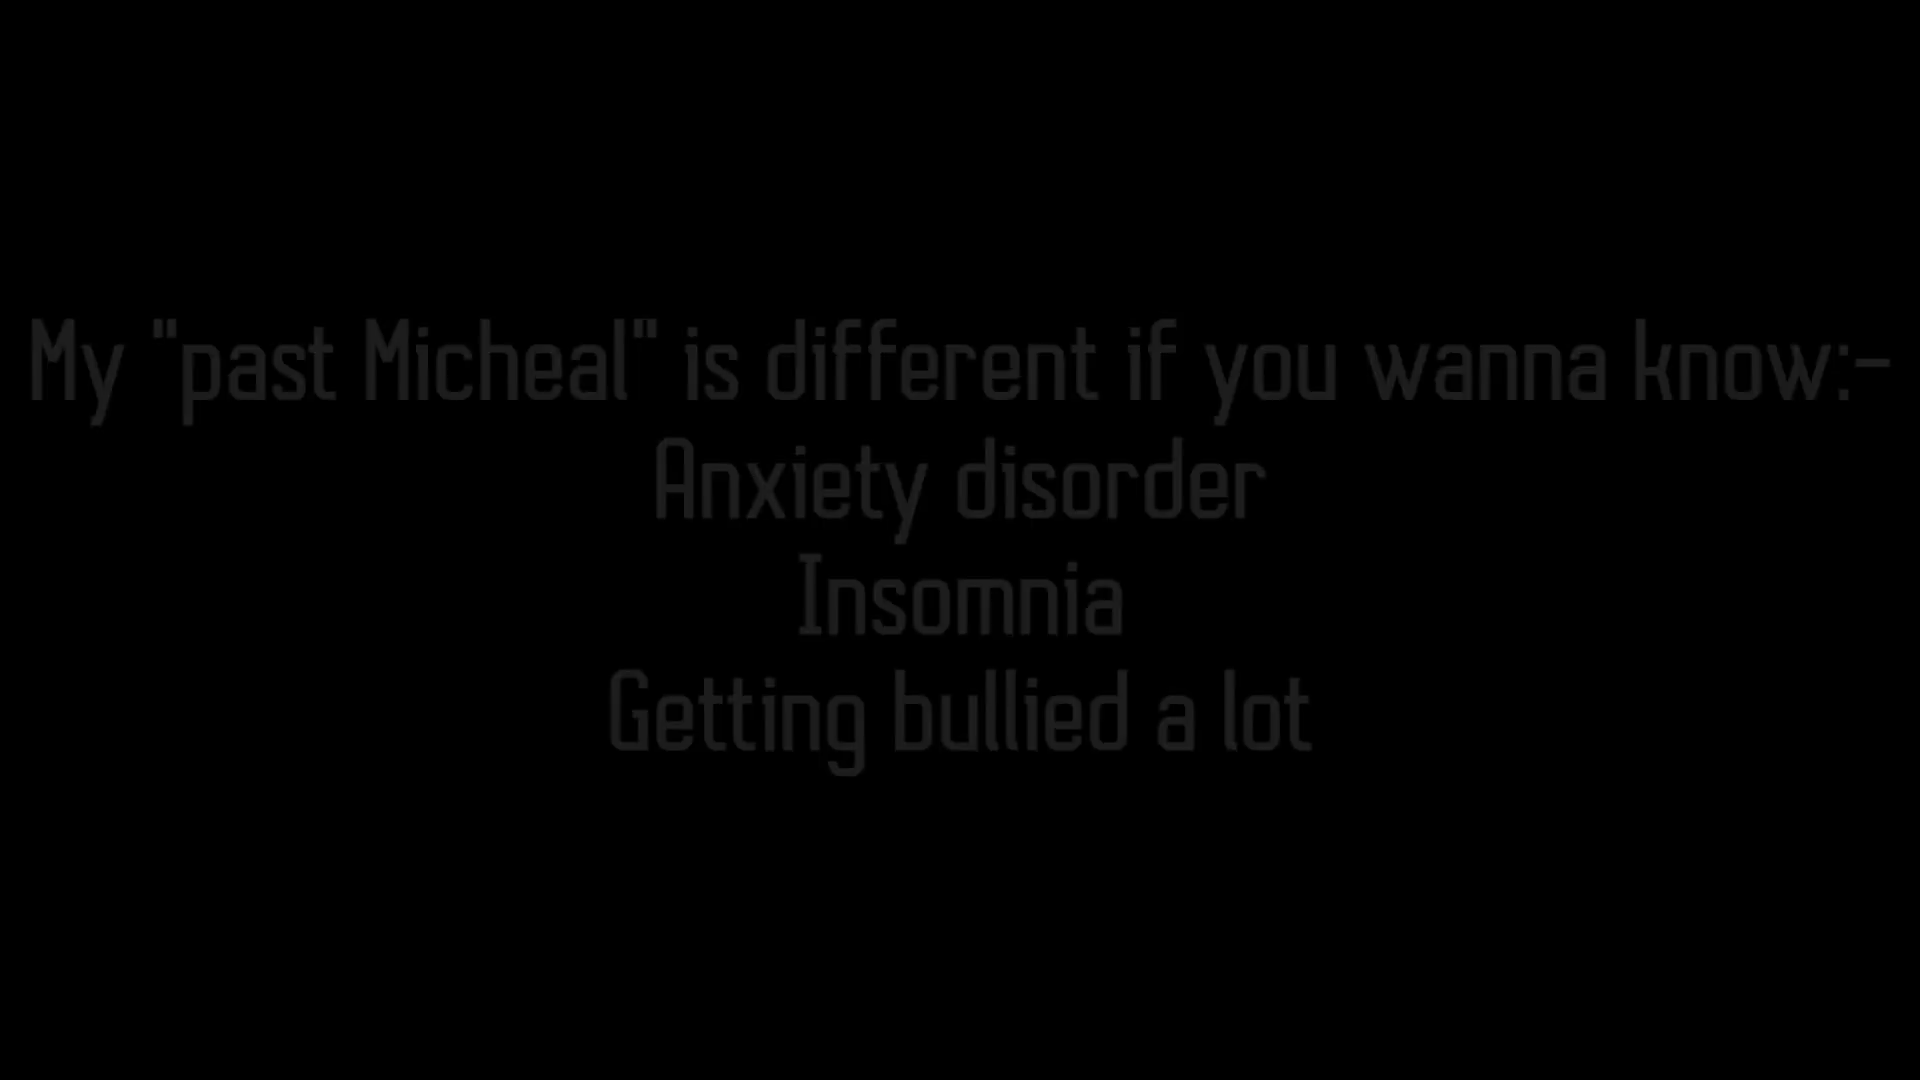 My "past Micheal" is different if you wanna know:-
Anxiety disorder
Insomnia
Getting bullied a lot